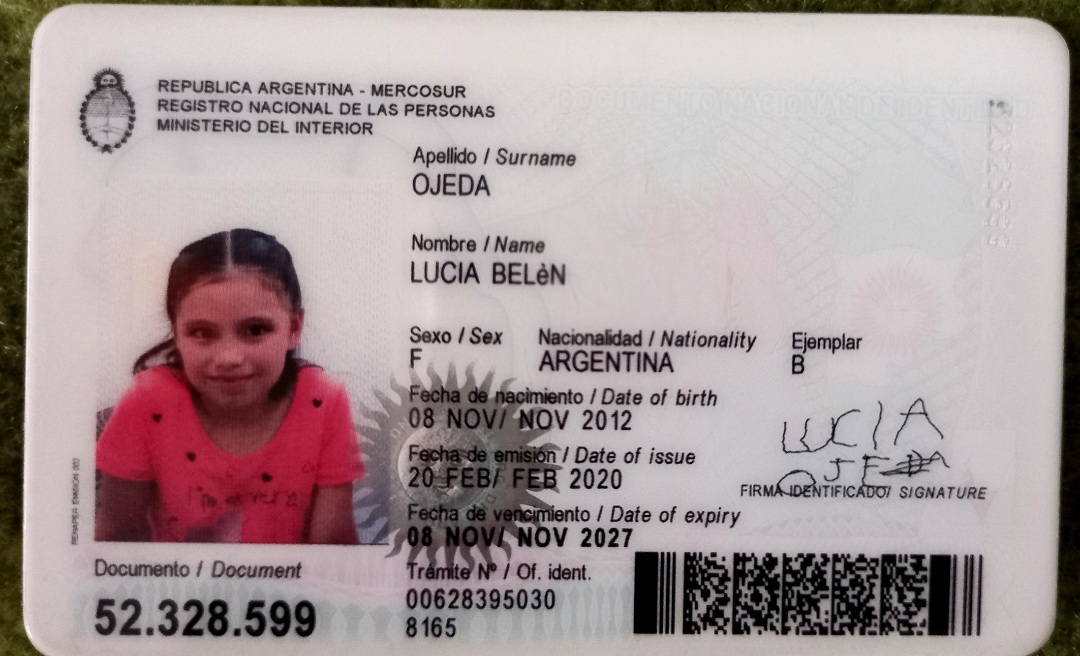 REPUBLICA ARGENTINA - MERCOSUR
REGISTRO NACIONAL DE LAS PERSONAS
MINISTERIO DEL INTERIOR
DOCUMENTO NACIONAL DE IDENTIDAD
Apellido / Surname
OJEDA
Nombre / Name
LUCIA BELèN
Sexo / Sex Nacionalidad / Nationality Ejemplar
F ARGENTINA B
Fecha de nacimiento / Date of birth
08 NOV/ NOV 2012
Fecha de emisión / Date of issue
20 FEB/ FEB 2020
LUCIA
OJEDA
FIRMA IDENTIFICADO/ SIGNATURE
Fecha de vencimiento / Date of expiry
08 NOV/ NOV 2027
Documento / Document
52.328.599
Trámite Nº / Of. ident.
00628395030
8165